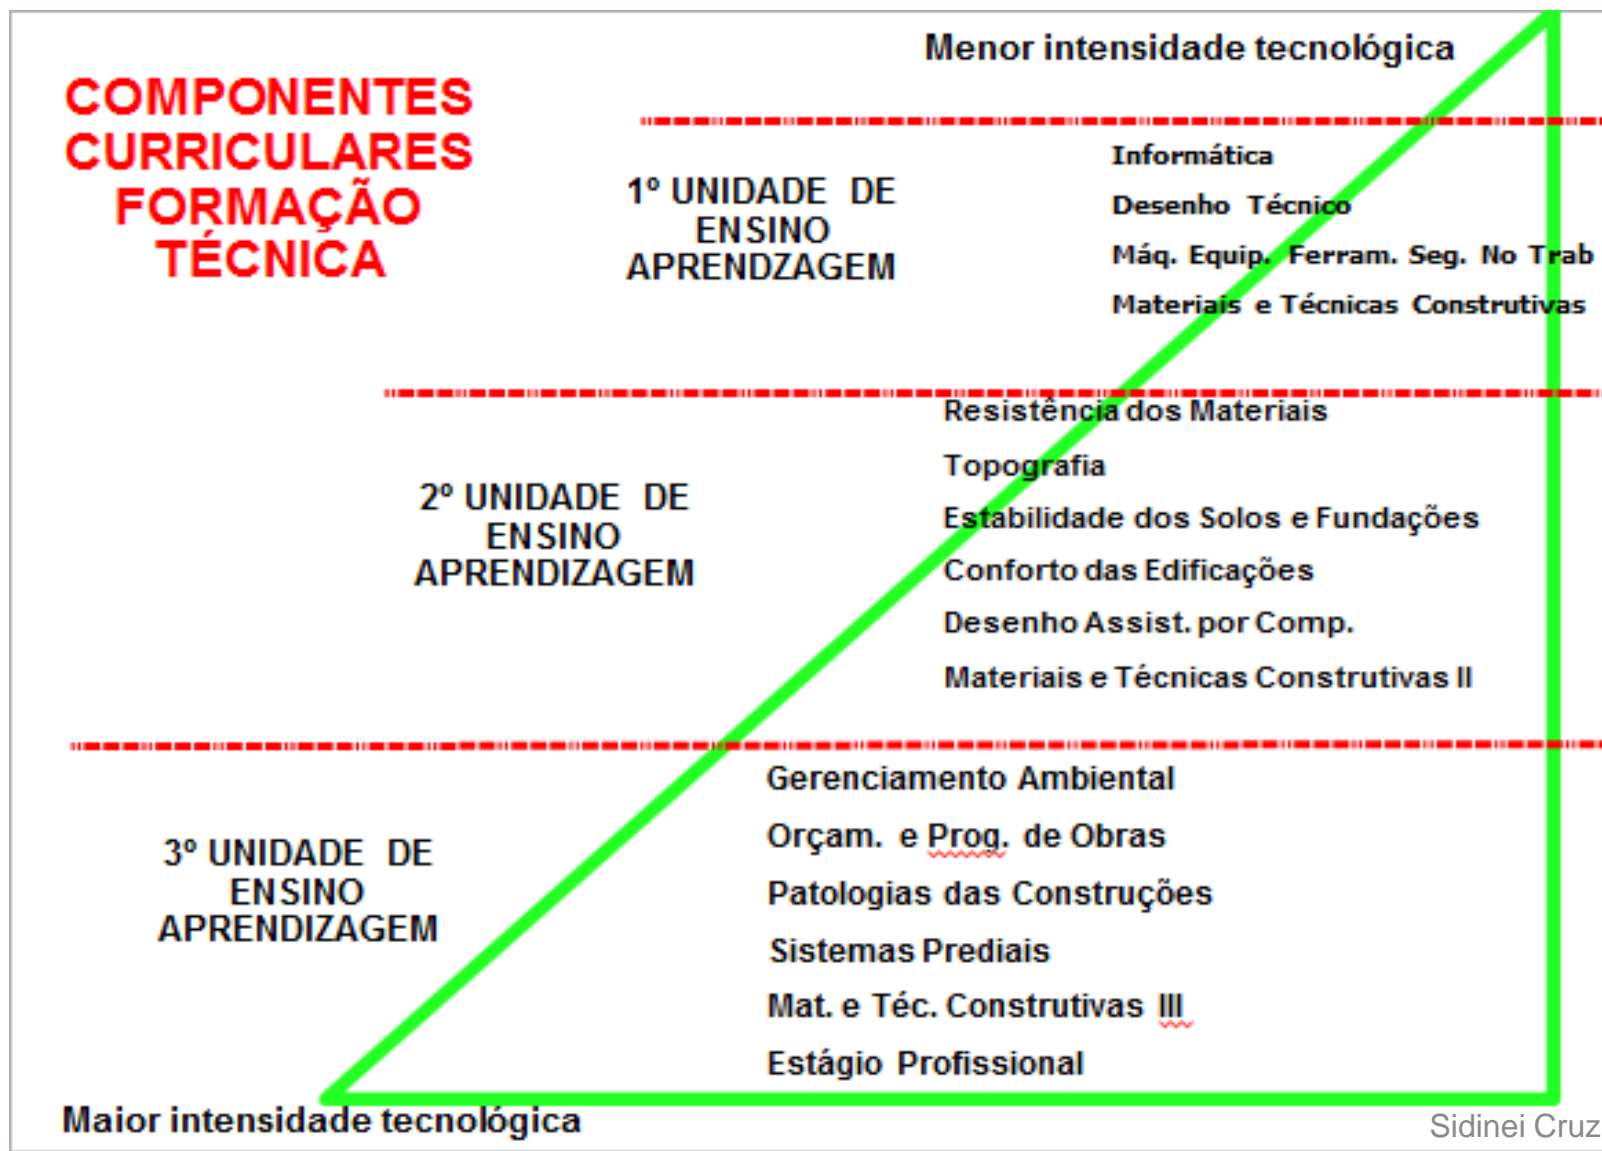 Menor intensidade tecnológica
COMPONENTES
CURRICULARES
FORMAÇÃO
TÉCNICA
1º UNIDADE DE
ENSINO
APRENDZAGEM
Informática
Desenho Técnico
Máq. Equip. Ferram. Seg. No Trab
Materiais e Técnicas Construtivas
2º UNIDADE DE
ENSINO
APRENDIZAGEM
Resistência dos Materiais
Topografia
Estabilidade dos Solos e Fundações
Conforto das Edificações
Desenho Assist. por Comp.
Materiais e Técnicas Construtivas II
3º UNIDADE DE
ENSINO
APRENDIZAGEM
Gerenciamento Ambiental
Orçam. e Prog. de Obras
Patologias das Construções
Sistemas Prediais
Mat. e Téc. Construtivas III
Estágio Profissional
Maior intensidade tecnológica
Sidinei Cruz